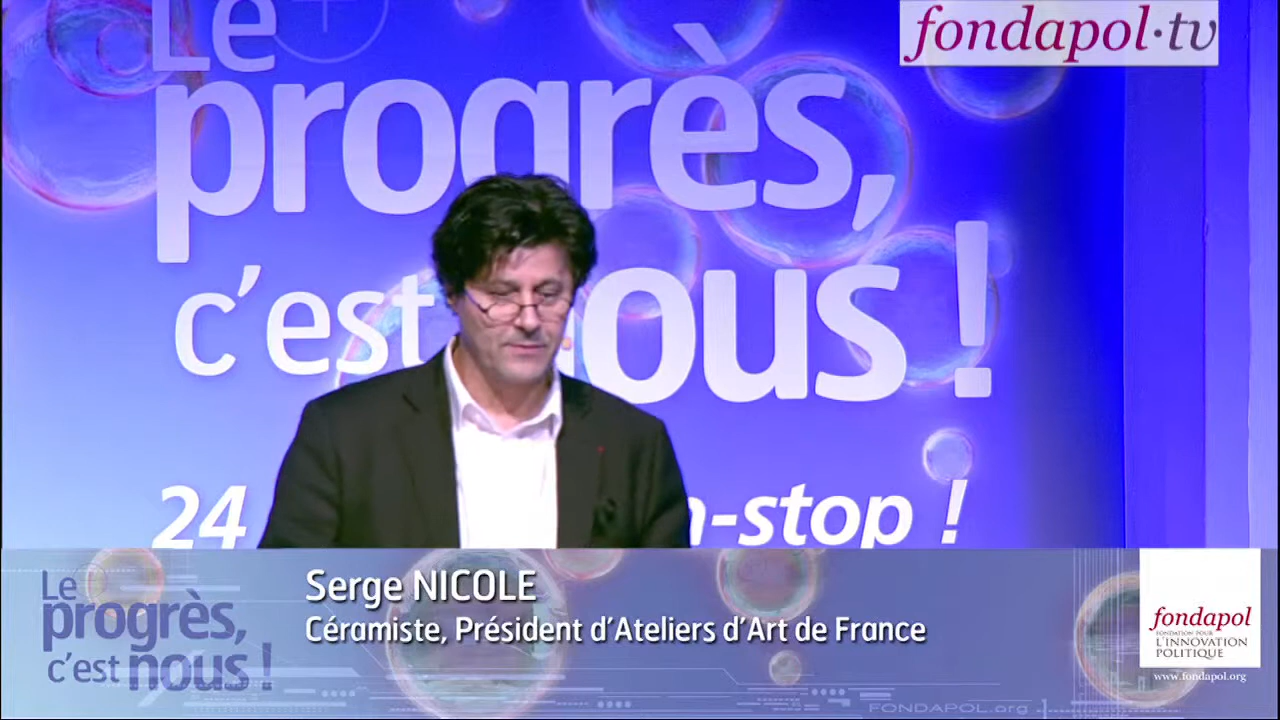 fondapol·tv
Le
progrès,
c'est nous !
24 n-stop !
Serge NICOLE
Céramiste, Président d'Ateliers d'Art de France
Le
progrès,
c'est nous !
fondapol
FONDATION POUR
L'INNOVATION
POLITIQUE
www.fondapol.org
FONDAPOL.org